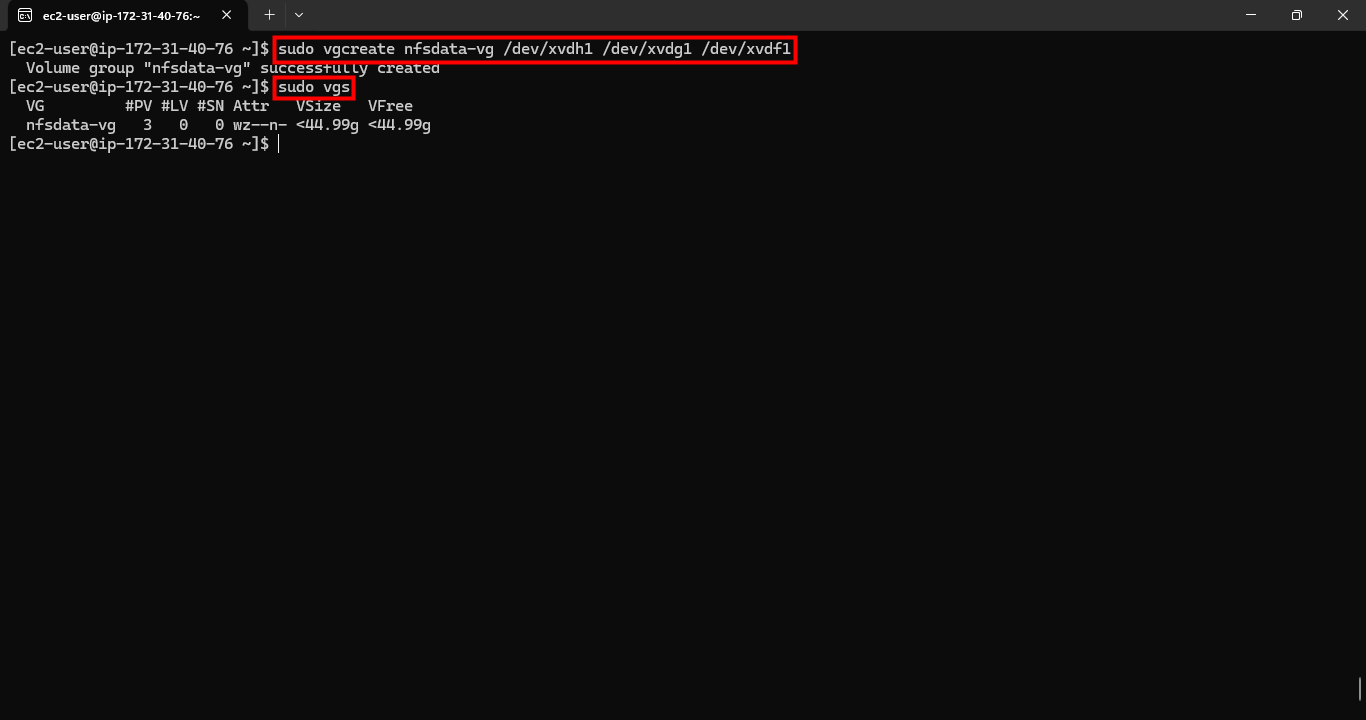 ec2-user@ip-172-31-40-76:~
[ec2-user@ip-172-31-40-76 ~]$ sudo vgcreate nfsdata-vg /dev/xvdh1 /dev/xvdg1 /dev/xvdf1
  Volume group "nfsdata-vg" successfully created
[ec2-user@ip-172-31-40-76 ~]$ sudo vgs
  VG         #PV #LV #SN Attr   VSize   VFree
  nfsdata-vg   3   0   0 wz--n- <44.99g <44.99g
[ec2-user@ip-172-31-40-76 ~]$